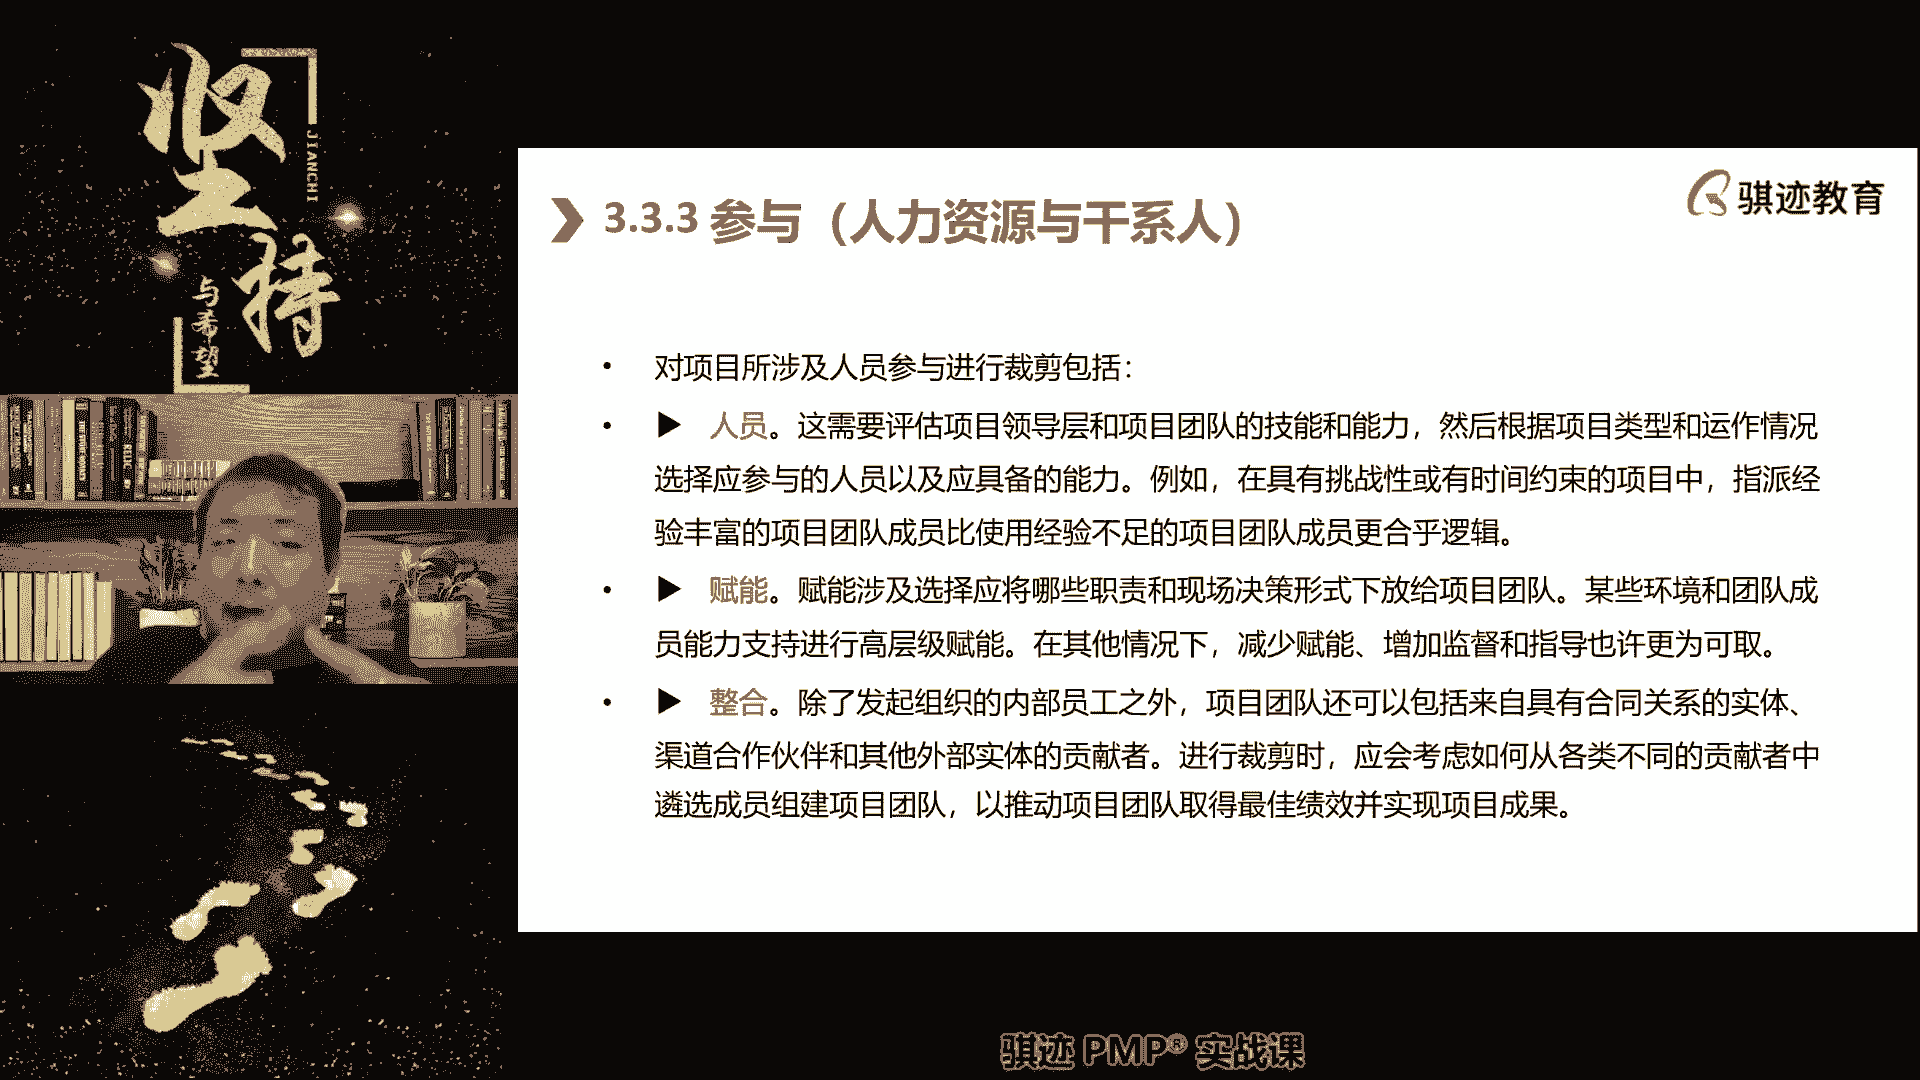 坚持
JIANCHI
与希望
骐迹教育
3.3.3 参与（人力资源与干系人）
• 对项目所涉及人员参与进行裁剪包括：
• ► 人员。这需要评估项目领导层和项目团队的技能和能力，然后根据项目类型和运作情况
选择应参与的人员以及应具备的能力。例如，在具有挑战性或有时间约束的项目中，指派经
验丰富的项目团队成员比使用经验不足的项目团队成员更合乎逻辑。
• ► 赋能。赋能涉及选择应将哪些职责和现场决策形式下放给项目团队。某些环境和团队成
员能力支持进行高层级赋能。在其他情况下，减少赋能、增加监督和指导也许更为可取。
• ► 整合。除了发起组织的内部员工之外，项目团队还可以包括来自具有合同关系的实体、
渠道合作伙伴和其他外部实体的贡献者。进行裁剪时，应会考虑如何从各类不同的贡献者中
遴选成员组建项目团队，以推动项目团队取得最佳绩效并实现项目成果。
骐迹 PMP® 实战课